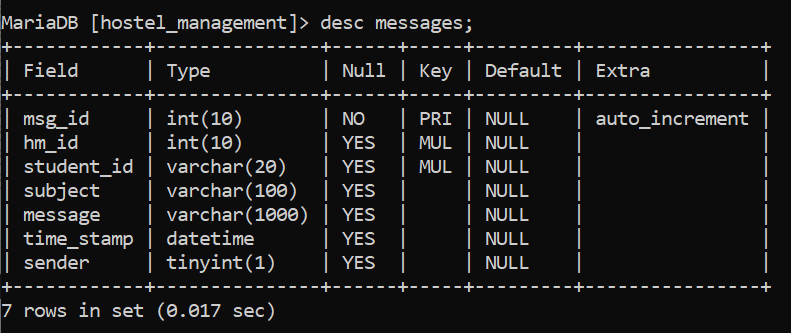 MariaDB [hostel_management]> desc messages;
+------------+---------------+------+-----+---------+----------------+
| Field      | Type          | Null | Key | Default | Extra          |
+------------+---------------+------+-----+---------+----------------+
| msg_id     | int(10)       | NO   | PRI | NULL    | auto_increment |
| hm_id      | int(10)       | YES  | MUL | NULL    |                |
| student_id | varchar(20)   | YES  | MUL | NULL    |                |
| subject    | varchar(100)  | YES  |     | NULL    |                |
| message    | varchar(1000) | YES  |     | NULL    |                |
| time_stamp | datetime      | YES  |     | NULL    |                |
| sender     | tinyint(1)    | YES  |     | NULL    |                |
+------------+---------------+------+-----+---------+----------------+
7 rows in set (0.017 sec)